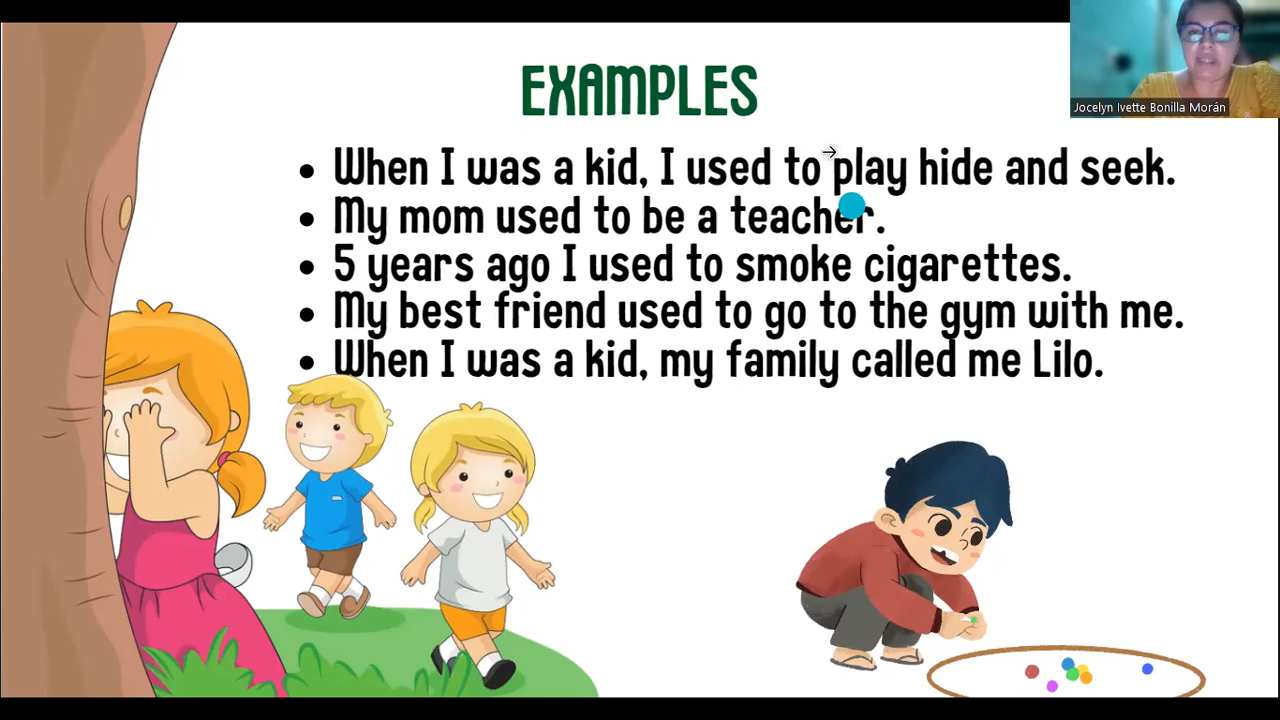 EXAMPLES
• When I was a kid, I used to play hide and seek.
• My mom used to be a teacher.
• 5 years ago I used to smoke cigarettes.
• My best friend used to go to the gym with me.
• When I was a kid, my family called me Lilo.
Jocelyn Ivette Bonilla Morán